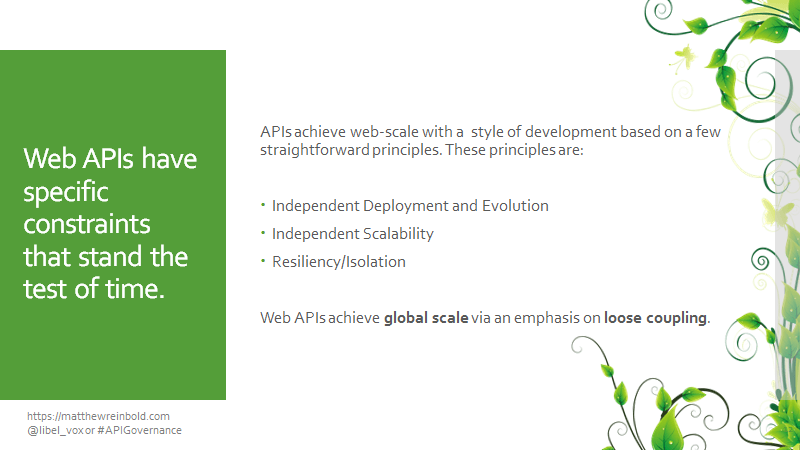 Web APIs have
specific
constraints
that stand the
test of time.
APIs achieve web-scale with a style of development based on a few
straightforward principles. These principles are:
• Independent Deployment and Evolution
• Independent Scalability
• Resiliency/Isolation
Web APIs achieve global scale via an emphasis on loose coupling.
https://matthewreinbold.com
@libel_vox or #APIGovernance